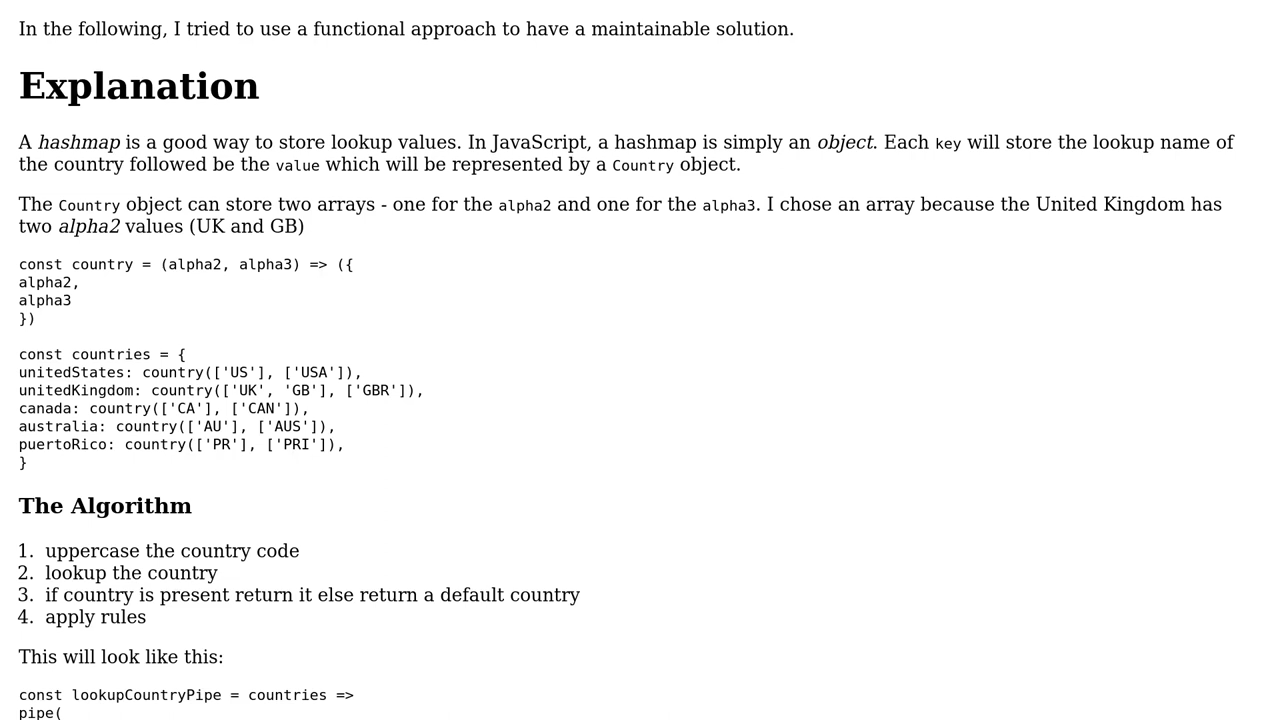 In the following, I tried to use a functional approach to have a maintainable solution.
Explanation
A hashmap is a good way to store lookup values. In JavaScript, a hashmap is simply an object. Each key will store the lookup name of
the country followed be the value which will be represented by a Country object.
The Country object can store two arrays - one for the alpha2 and one for the alpha3. I chose an array because the United Kingdom has
two alpha2 values (UK and GB)
const country = (alpha2, alpha3) => ({
alpha2,
alpha3
})
const countries = {
unitedStates: country(['US'], ['USA']),
unitedKingdom: country(['UK', 'GB'], ['GBR']),
canada: country(['CA'], ['CAN']),
australia: country(['AU'], ['AUS']),
puertoRico: country(['PR'], ['PRI']),
}
The Algorithm
1. uppercase the country code
2. lookup the country
3. if country is present return it else return a default country
4. apply rules
This will look like this:
const lookupCountryPipe = countries =>
pipe(